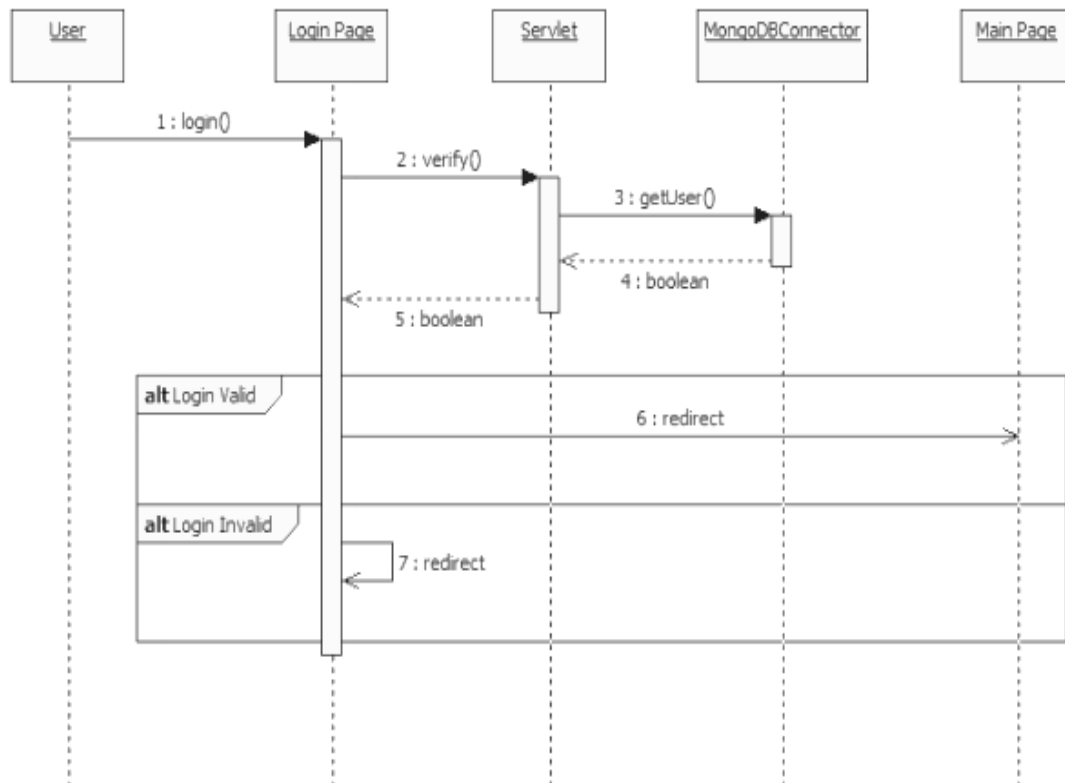 User
Login Page
Servlet
MongoDBConnector
Main Page
1 : login()
2 : verify()
3 : getUser()
4 : boolean
5 : boolean
alt Login Valid
6 : redirect
alt Login Invalid
7 : redirect